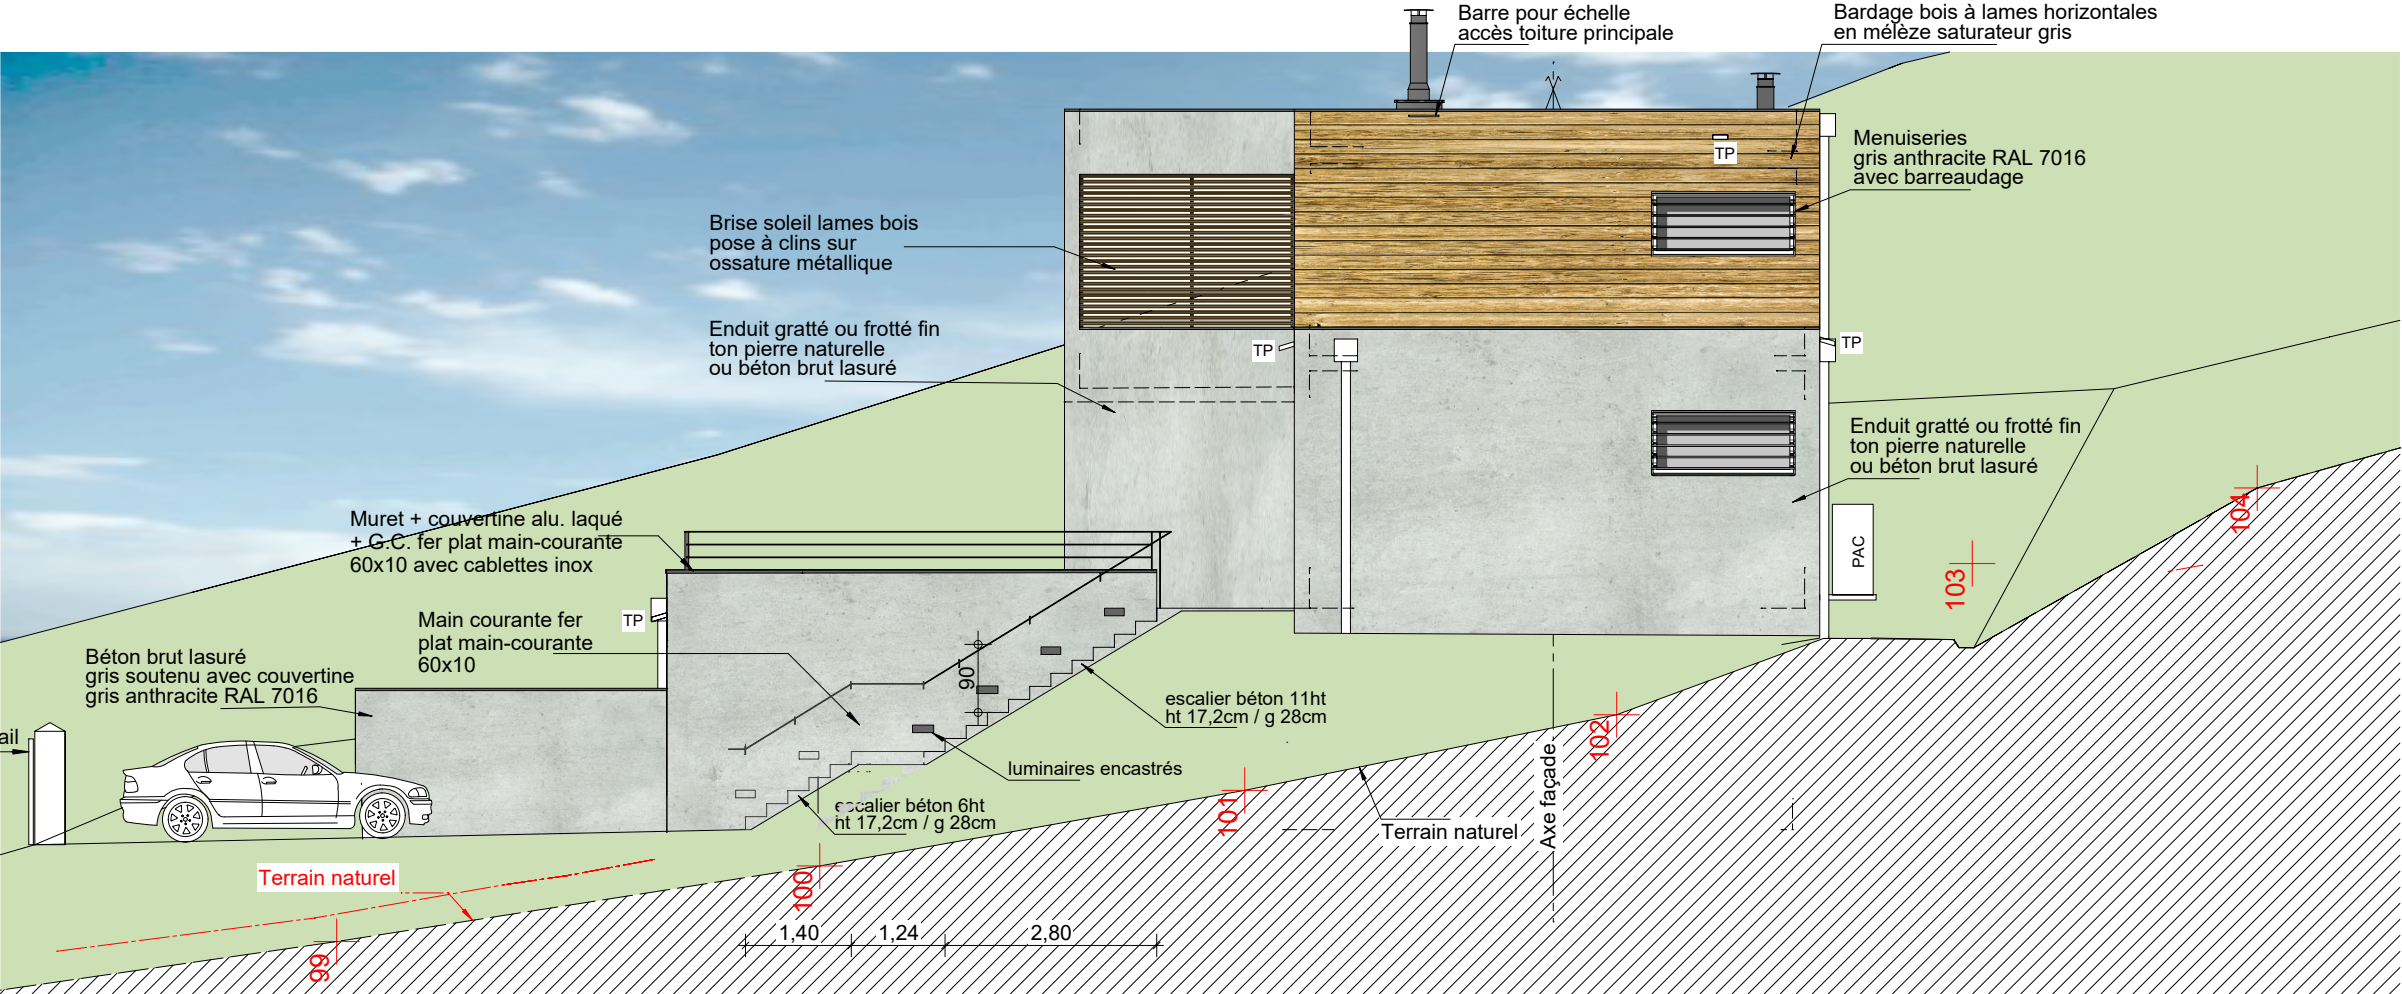 Barre pour échelle
accès toiture principale
Bardage bois à lames horizontales
en mélèze saturateur gris
TP
Menuiseries
gris anthracite RAL 7016
avec barreaudage
Brise soleil lames bois
pose à clins sur
ossature métallique
Enduit gratté ou frotté fin
ton pierre naturelle
ou béton brut lasuré
TP
TP
Enduit gratté ou frotté fin
ton pierre naturelle
ou béton brut lasuré
Muret + couvertine alu. laqué
+ G.C. fer plat main-courante
60x10 avec cablettes inox
PAC
104
103
TP
Main courante fer
plat main-courante
60x10
Béton brut lasuré
gris soutenu avec couvertine
gris anthracite RAL 7016
90
escalier béton 11ht
ht 17,2cm / g 28cm
ail
102
luminaires encastrés
Axe façade
escalier béton 6ht
ht 17,2cm / g 28cm
101
Terrain naturel
Terrain naturel
100
1,40
1,24
2,80
99